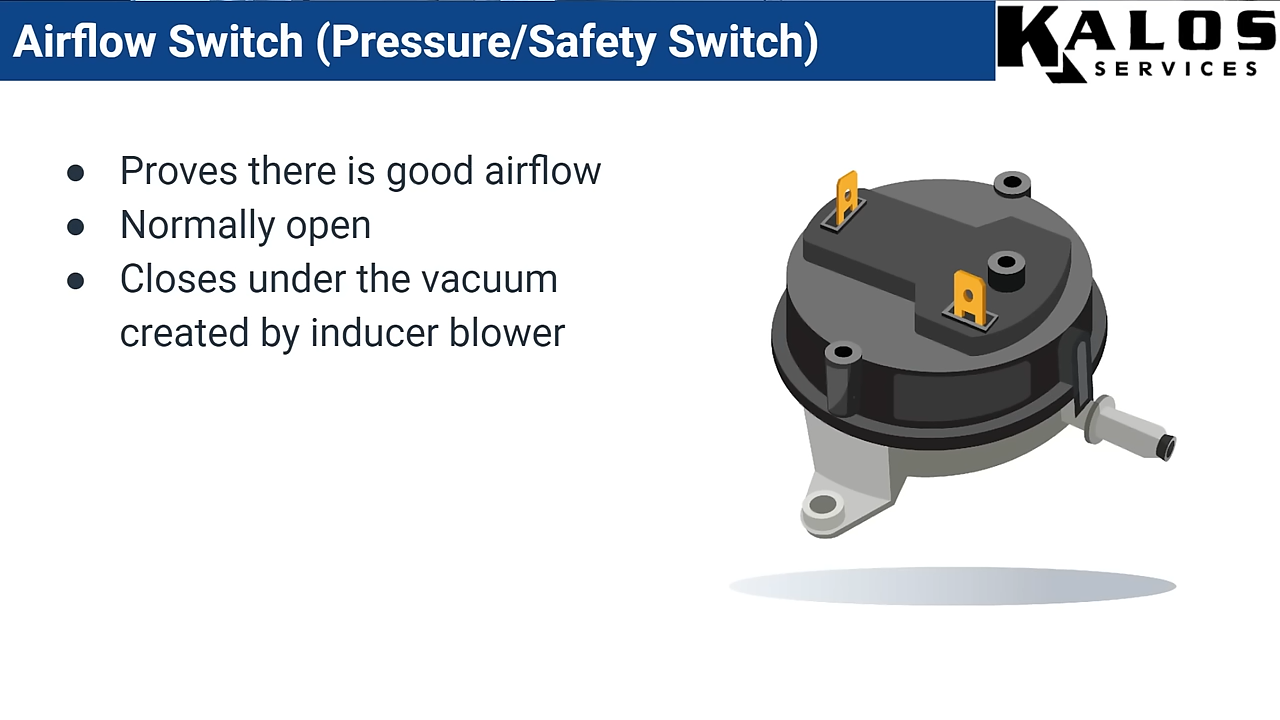 Airflow Switch (Pressure/Safety Switch)
KALOS
SERVICES
● Proves there is good airflow
● Normally open
● Closes under the vacuum
created by inducer blower